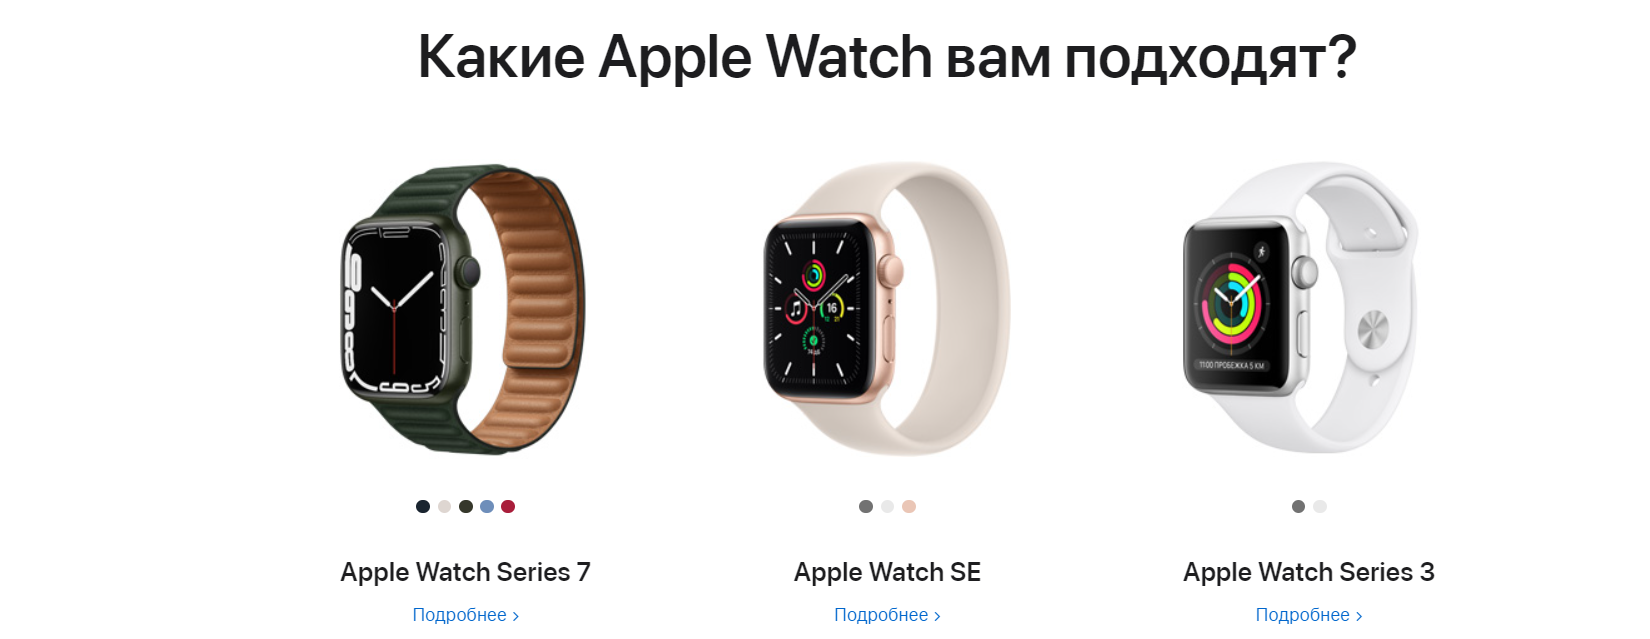 Какие Apple Watch вам подходят?
16
11:00 ПРОБЕЖКА 5 КМ
Apple Watch Series 7
Apple Watch SE
Apple Watch Series 3
Подробнее >
Подробнее >
Подробнее >